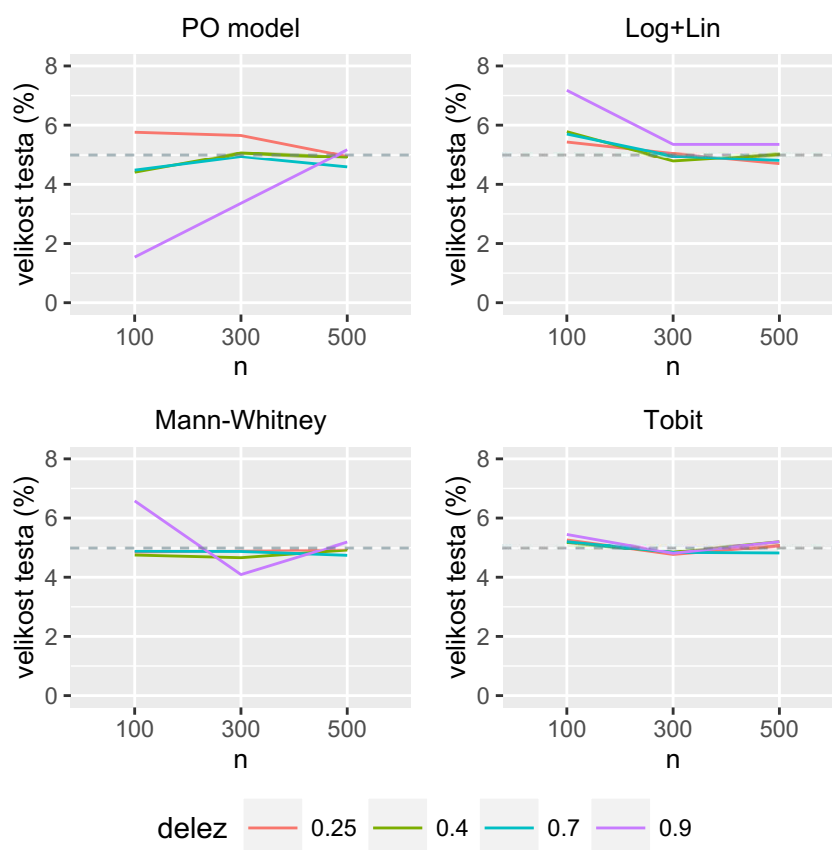 PO model
velikost testa (%)
8
6
4
2
0
100 300 500
n
Log+Lin
velikost testa (%)
8
6
4
2
0
100 300 500
n
Mann-Whitney
velikost testa (%)
8
6
4
2
0
100 300 500
n
Tobit
velikost testa (%)
8
6
4
2
0
100 300 500
n
delez 0.25 0.4 0.7 0.9